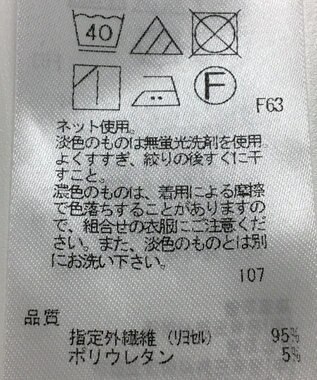 40
F
F63
ネット使用。
淡色のものは無蛍光洗剤を使用
よくすすぎ、絞りの後すぐに干
すこと。
濃色のものは、着用による摩擦
で色落ちすることがありますの
で、組合せの衣服にご注意くだ
さい。また、淡色のものとは別
にお洗い下さい。
107
品質
指定外繊維（リヨセル） 95%
ポリウレタン 5%